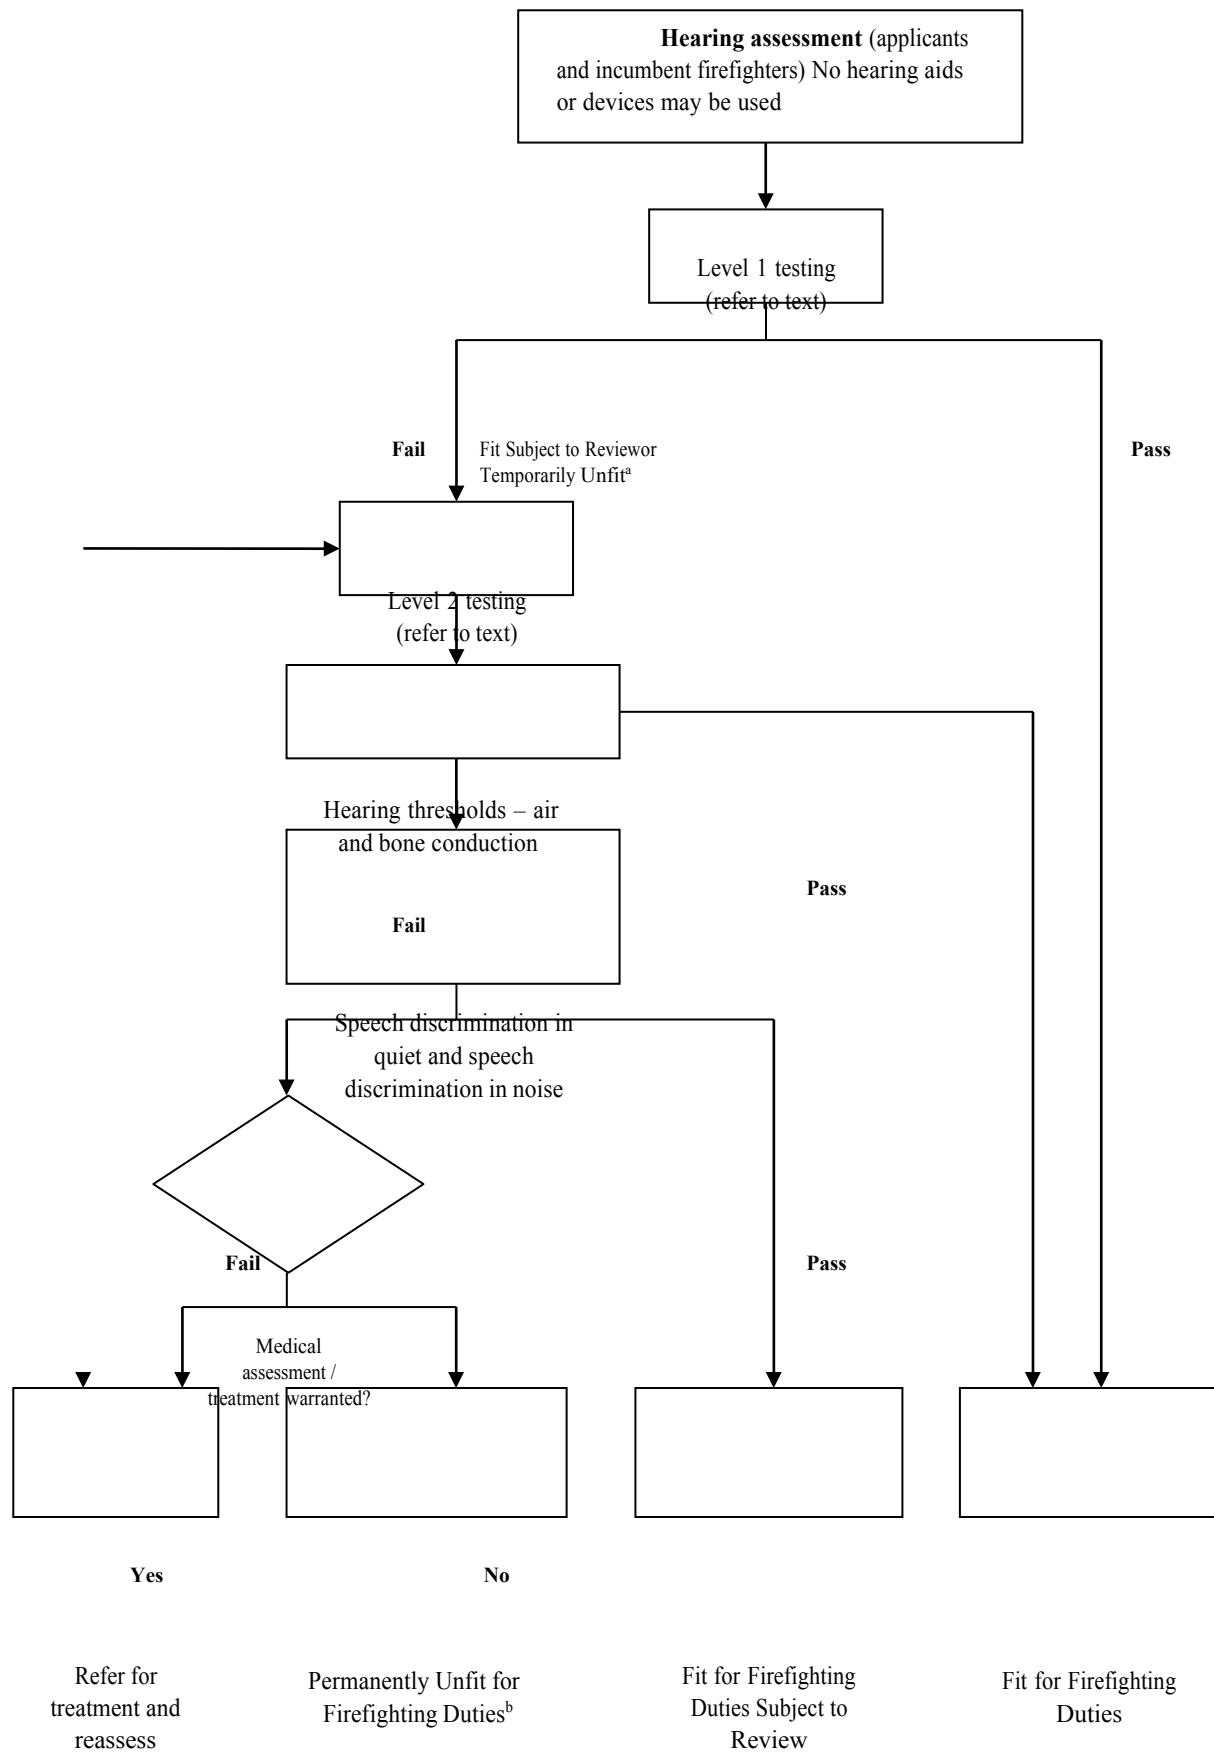 Hearing assessment (applicants
and incumbent firefighters) No hearing aids
or devices may be used
Level 1 testing
(refer to text)
Fail
Fit Subject to Reviewor
Temporarily Unfitᵃ
Pass
Level 2 testing
(refer to text)
Hearing thresholds – air
and bone conduction
Pass
Fail
Speech discrimination in
quiet and speech
discrimination in noise
Fail
Pass
Medical
assessment /
treatment warranted?
Yes
No
Refer for
treatment and
reassess
Permanently Unfit for
Firefighting Dutiesᵇ
Fit for Firefighting
Duties Subject to
Review
Fit for Firefighting
Duties